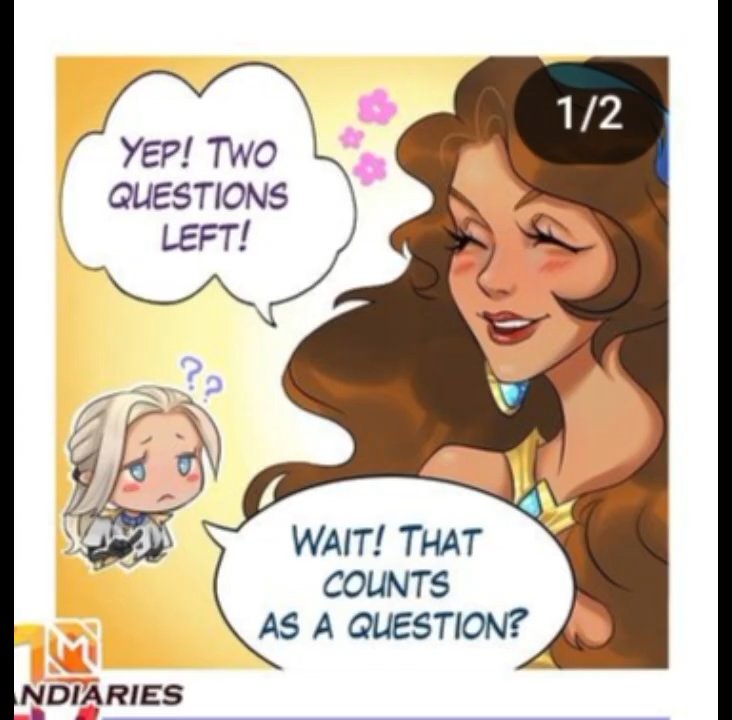 1/2
YEP! TWO
QUESTIONS
LEFT!
??
WAIT! THAT
COUNTS
AS A QUESTION?
M
NDIARIES